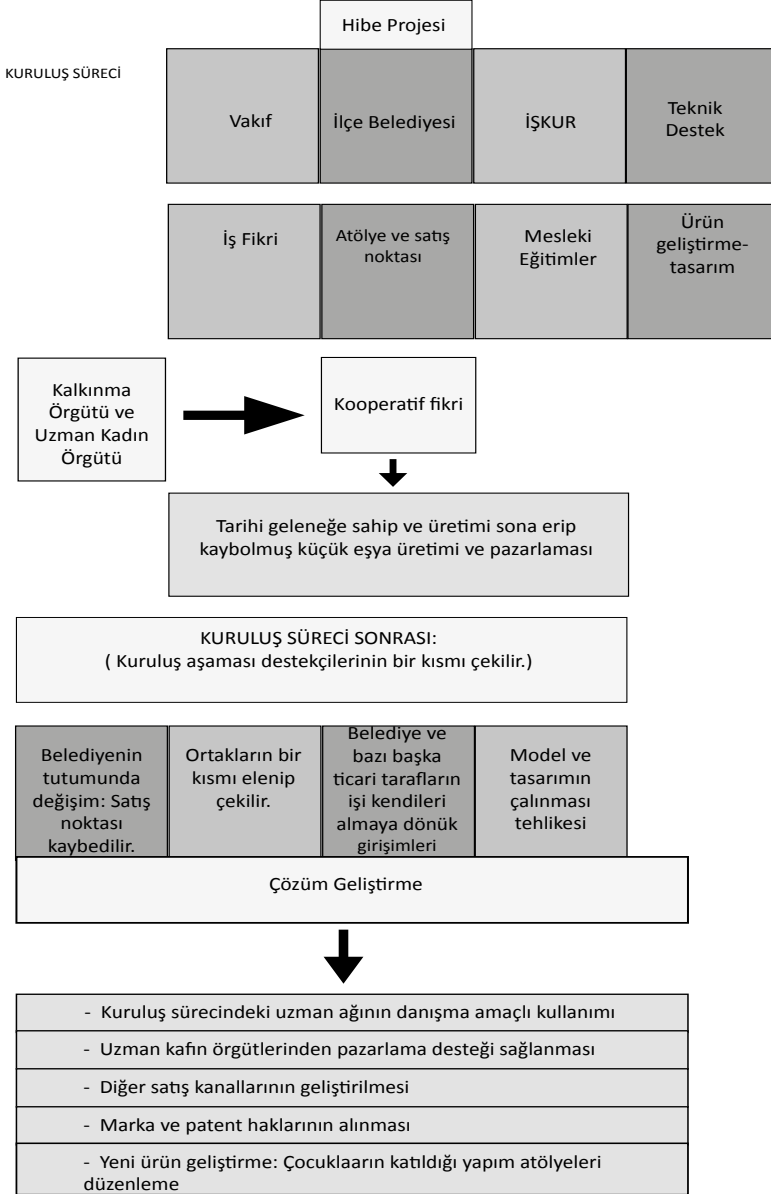 Hibe Projesi
KURULUŞ SÜRECİ
Vakıf
İlçe Belediyesi
İŞKUR
Teknik
Destek
İş Fikri
Atölye ve satış
noktası
Mesleki
Eğitimler
Ürün
geliştirme-
tasarım
Kalkınma
Örgütü ve
Uzman Kadın
Örgütü
Kooperatif fikri
Tarihi geleneğe sahip ve üretimi sona erip
kaybolmuş küçük eşya üretimi ve pazarlaması
KURULUŞ SÜRECİ SONRASI:
( Kuruluş aşaması destekçilerinin bir kısmı çekilir.)
Belediyenin
tutumunda
değişim: Satış
noktası
kaybedilir.
Ortakların bir
kısmı elenip
çekilir.
Belediye ve
bazı başka
ticari tarafların
işi kendileri
almaya dönük
girişimleri
Model ve
tasarımın
çalınması
tehlikesi
Çözüm Geliştirme
- Kuruluş sürecindeki uzman ağının danışma amaçlı kullanımı
- Uzman kafın örgütlerinden pazarlama desteği sağlanması
- Diğer satış kanallarının geliştirilmesi
- Marka ve patent haklarının alınması
- Yeni ürün geliştirme: Çocuklaarın katıldığı yapım atölyeleri
düzenleme